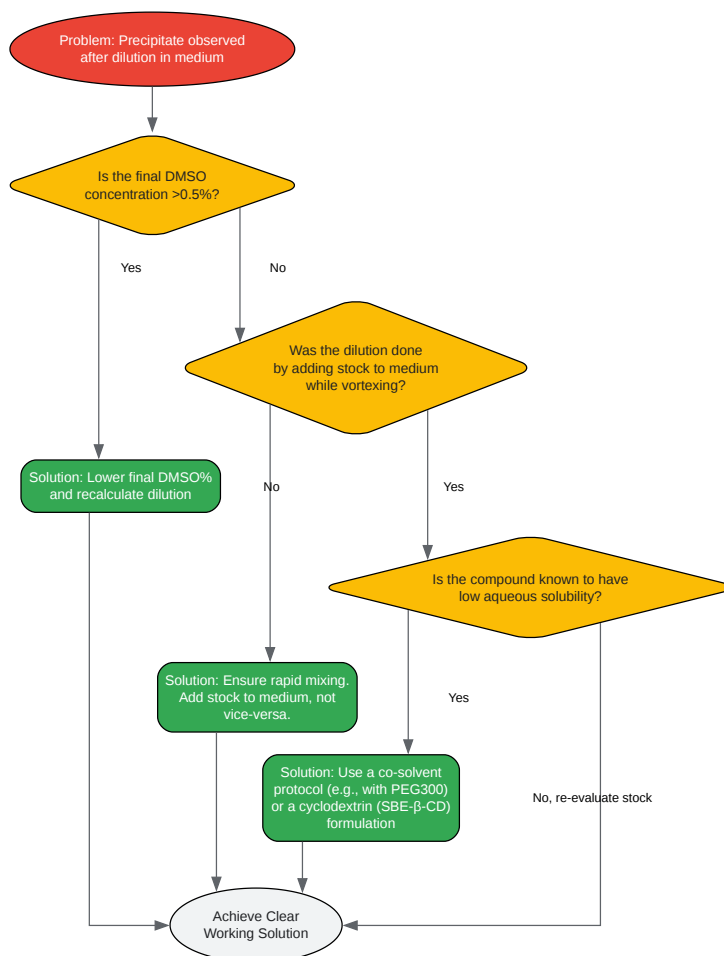 Problem: Precipitate observed
after dilution in medium
Is the final DMSO
concentration >0.5%?
Yes
No
Was the dilution done
by adding stock to medium
while vortexing?
Solution: Lower final DMSO%
and recalculate dilution
No
Yes
Is the compound known to have
low aqueous solubility?
Solution: Ensure rapid mixing.
Add stock to medium, not
vice-versa.
Yes
Solution: Use a co-solvent
protocol (e.g., with PEG300)
or a cyclodextrin (SBE-β-CD)
formulation
No, re-evaluate stock
Achieve Clear
Working Solution